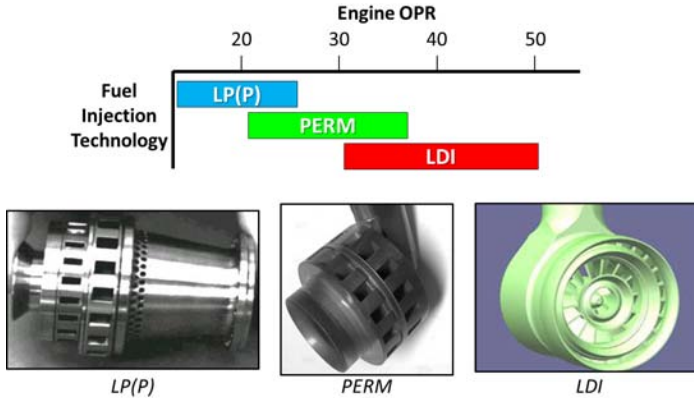 Engine OPR
20 30 40 50
Fuel
Injection
Technology
LP(P)
PERM
LDI
LP(P) PERM LDI